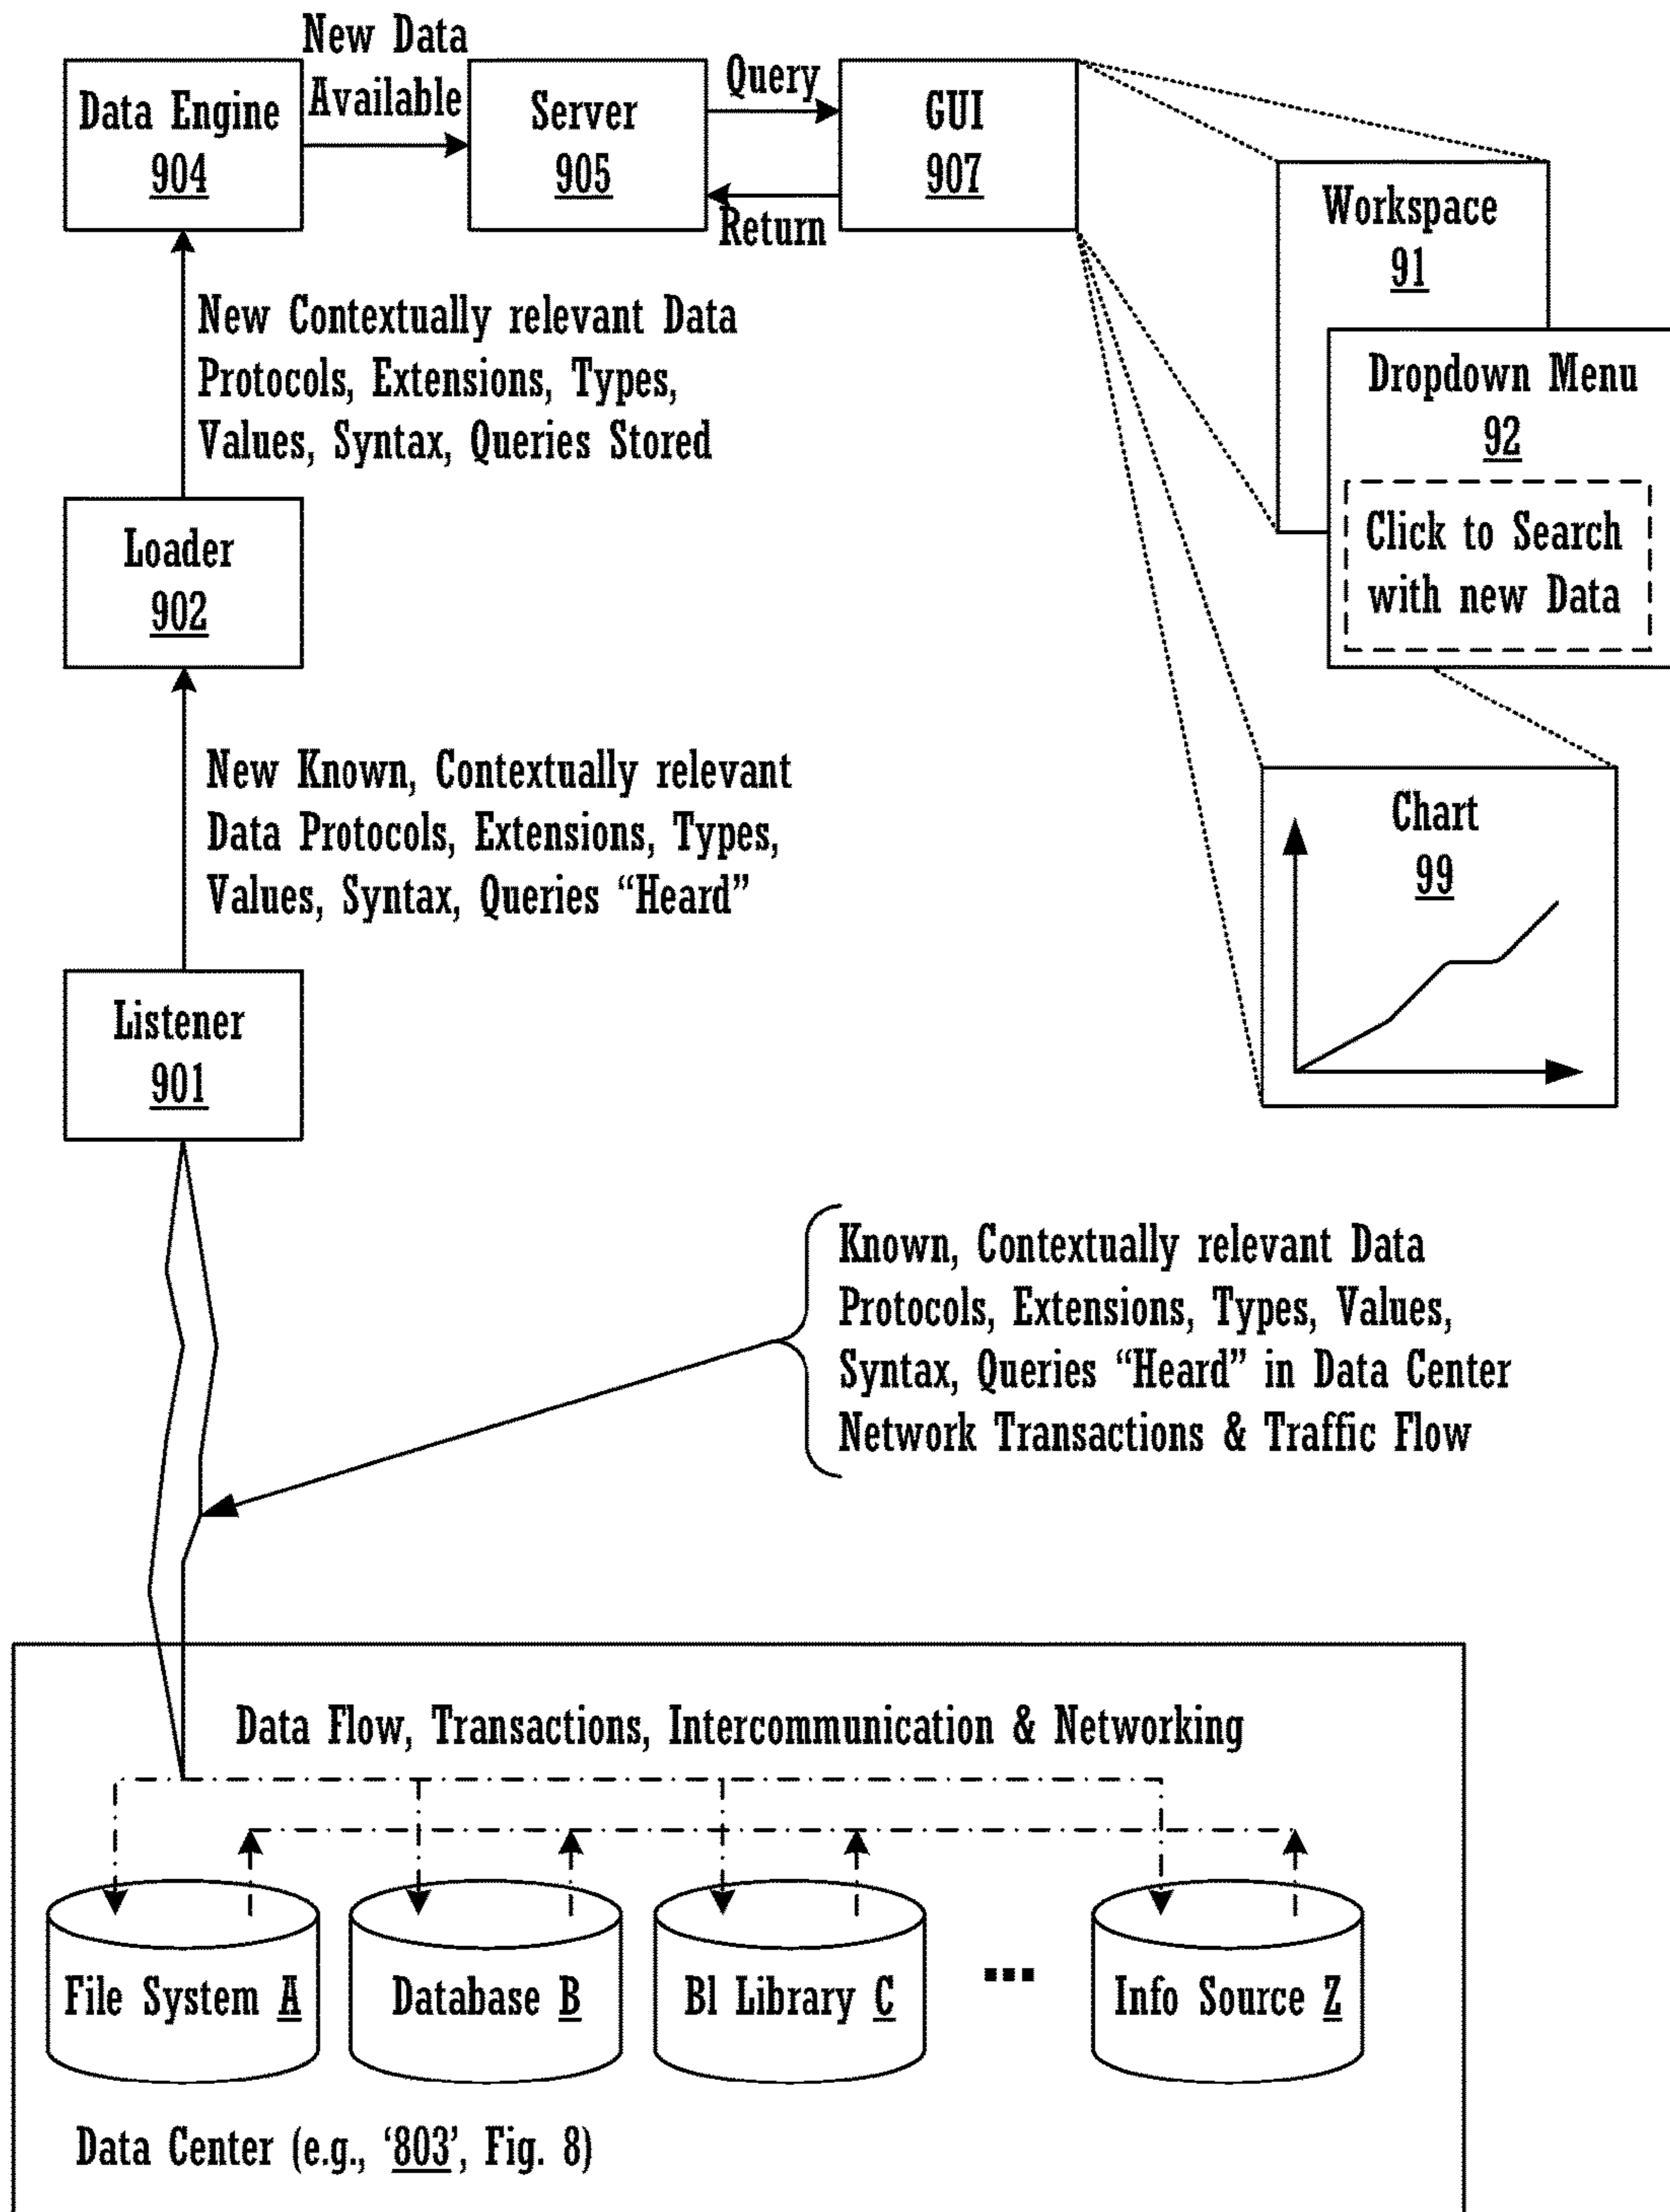 New Data
Available
Data Engine
904
Server
905
Query
Return
GUI
907
Workspace
91
Dropdown Menu
92
Click to Search
with new Data
New Contextually relevant Data
Protocols, Extensions, Types,
Values, Syntax, Queries Stored
Loader
902
New Known, Contextually relevant
Data Protocols, Extensions, Types,
Values, Syntax, Queries “Heard”
Chart
99
Listener
901
Known, Contextually relevant Data
Protocols, Extensions, Types, Values,
Syntax, Queries “Heard” in Data Center
Network Transactions & Traffic Flow
Data Flow, Transactions, Intercommunication & Networking
File System A
Database B
Bl Library C
...
Info Source Z
Data Center (e.g., ‘803’, Fig. 8)